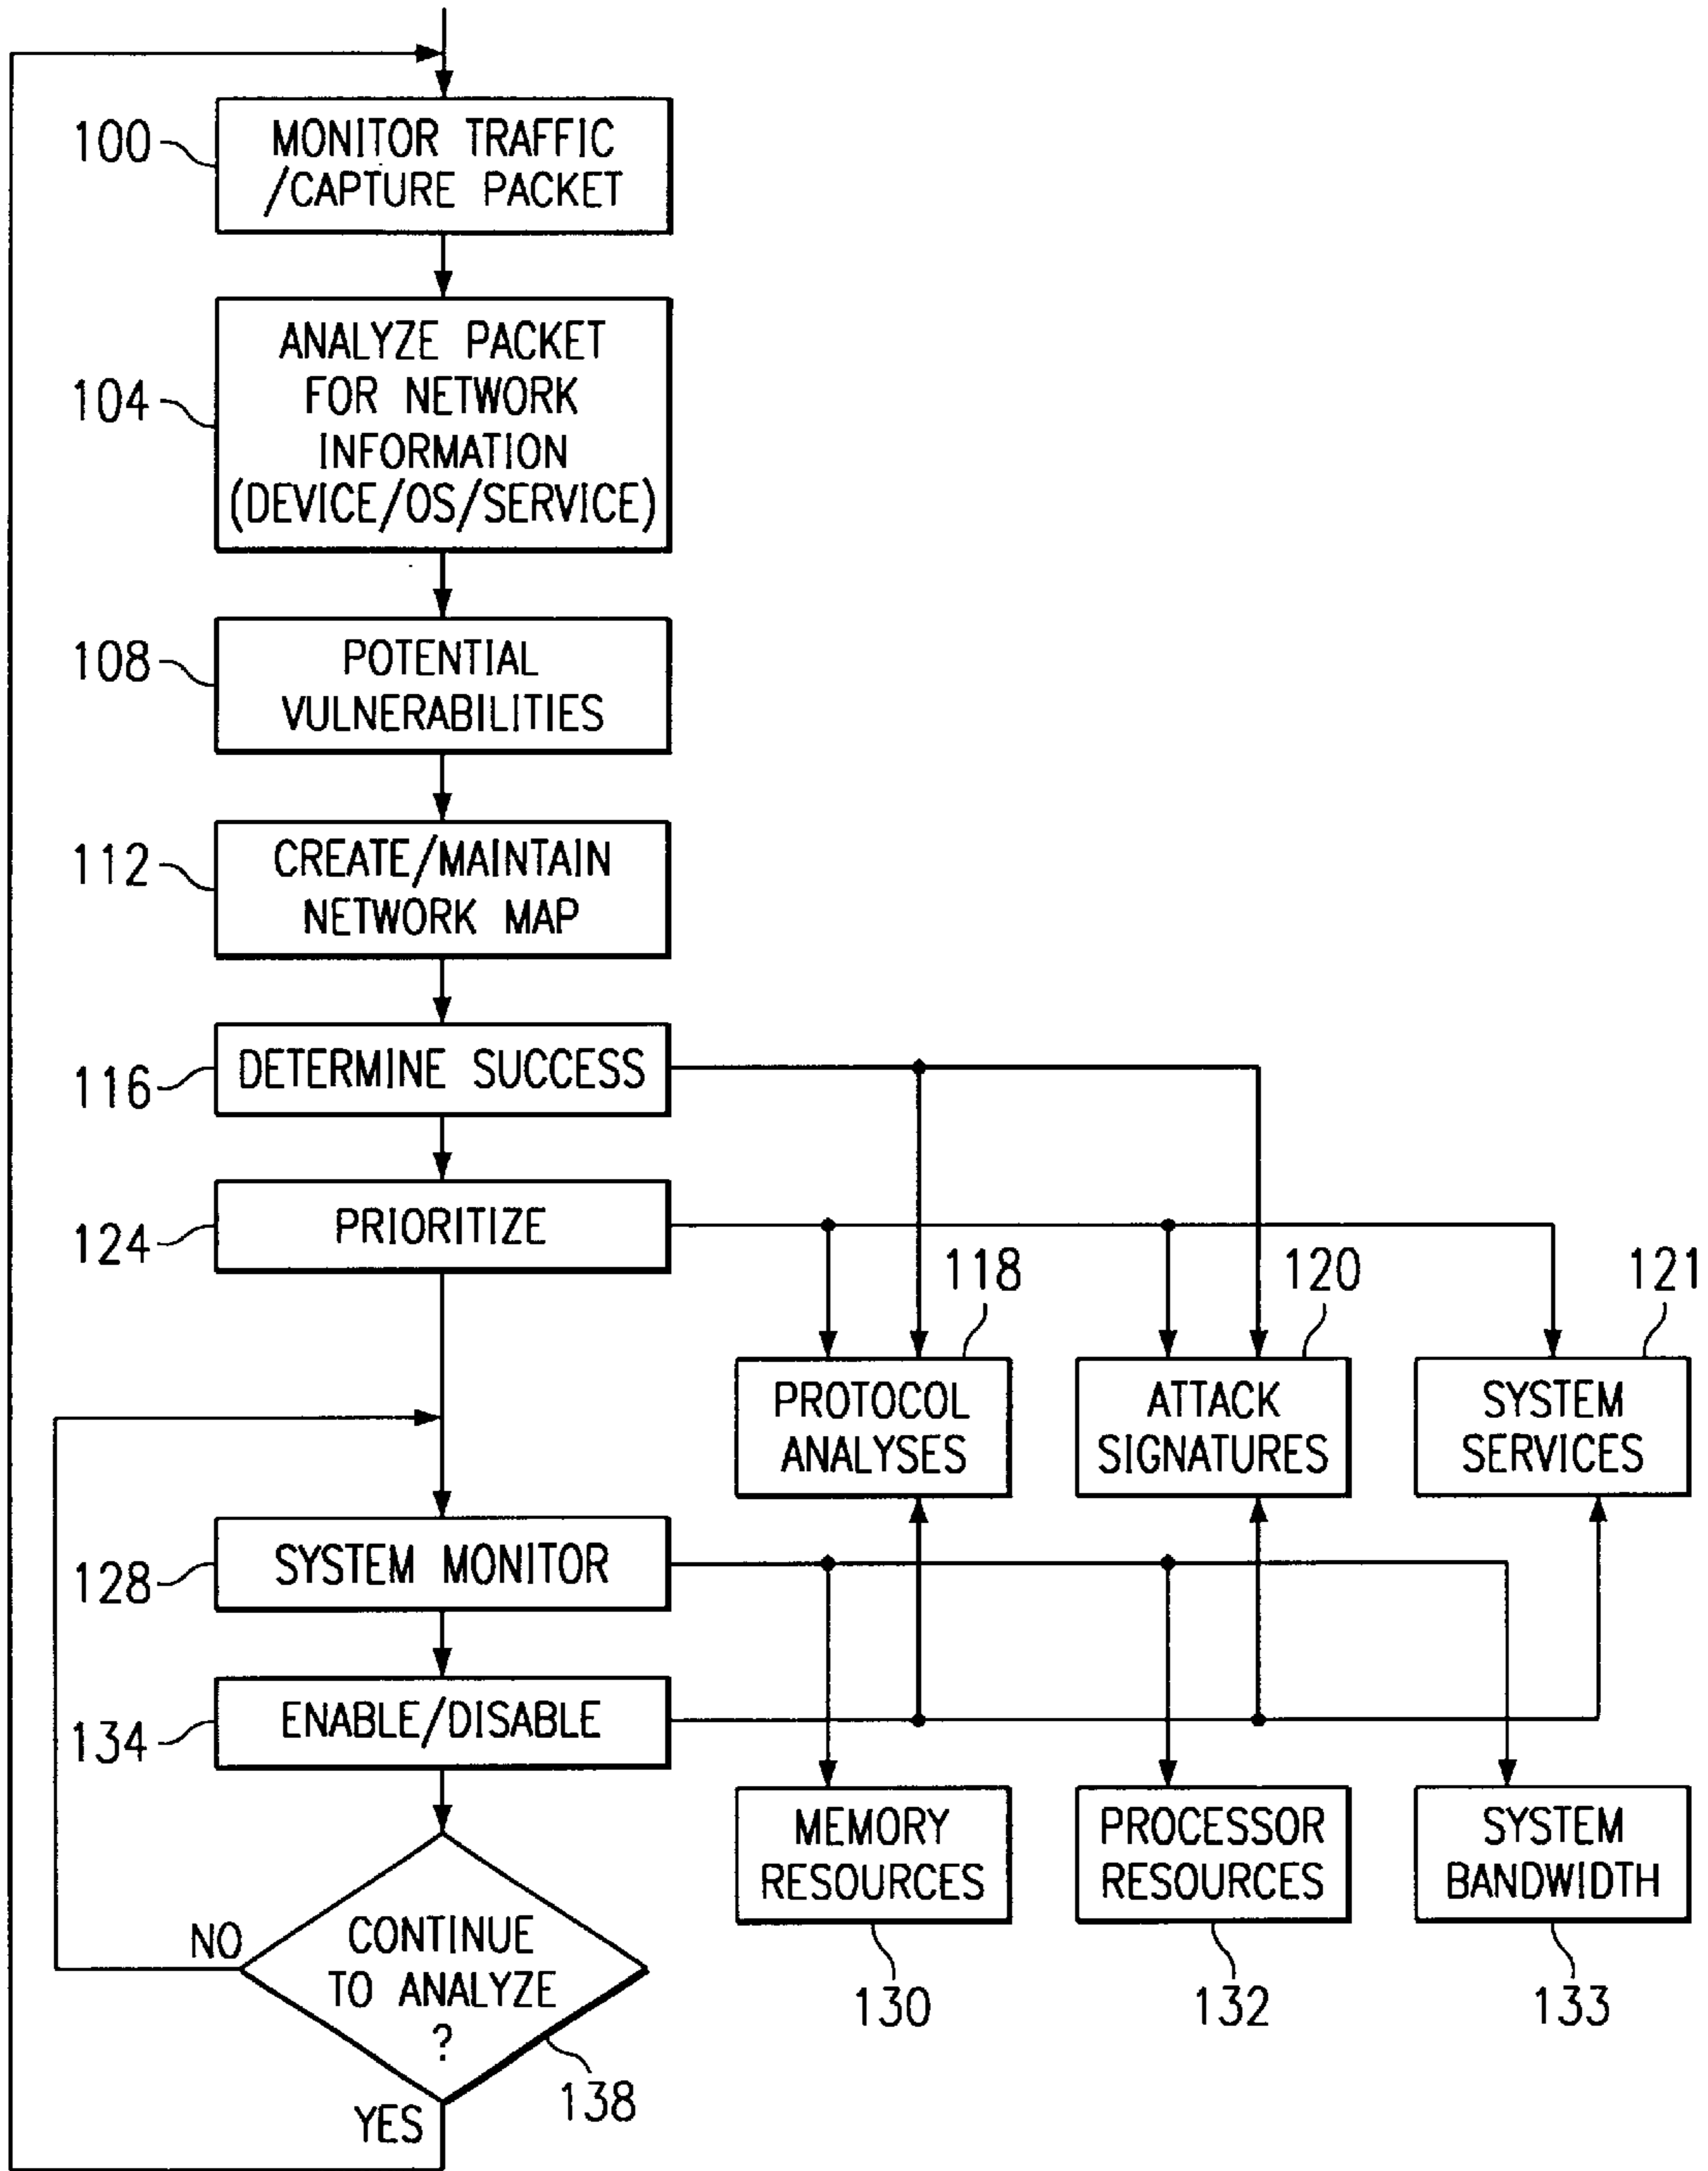 100
MONITOR TRAFFIC
/CAPTURE PACKET
104
ANALYZE PACKET
FOR NETWORK
INFORMATION
(DEVICE/OS/SERVICE)
108
POTENTIAL
VULNERABILITIES
112
CREATE/MAINTAIN
NETWORK MAP
116
DETERMINE SUCCESS
124
PRIORITIZE
118
PROTOCOL
ANALYSES
120
ATTACK
SIGNATURES
121
SYSTEM
SERVICES
128
SYSTEM MONITOR
134
ENABLE/DISABLE
MEMORY
RESOURCES
130
PROCESSOR
RESOURCES
132
SYSTEM
BANDWIDTH
133
NO
CONTINUE
TO ANALYZE
?
138
YES